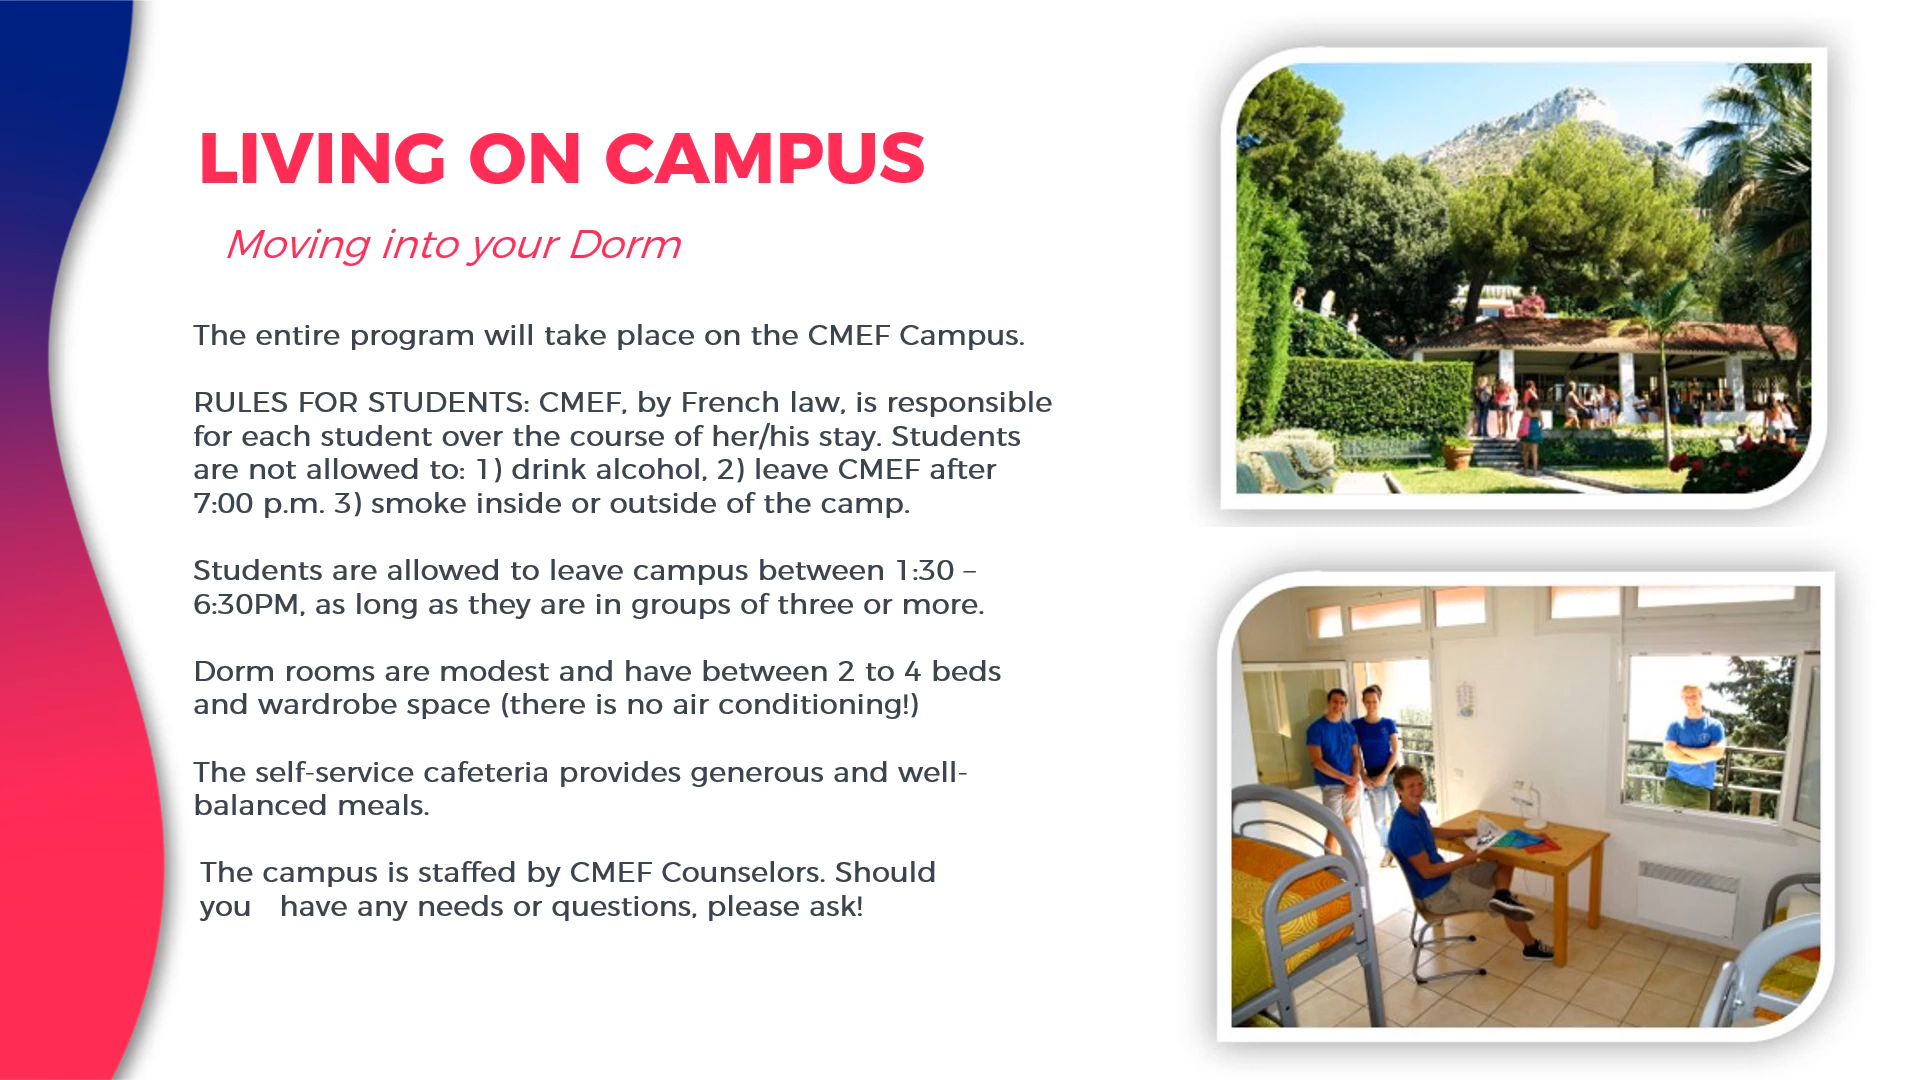 LIVING ON CAMPUS
Moving into your Dorm
The entire program will take place on the CMEF Campus.
RULES FOR STUDENTS: CMEF, by French law, is responsible
for each student over the course of her/his stay. Students
are not allowed to: 1) drink alcohol, 2) leave CMEF after
7:00 p.m. 3) smoke inside or outside of the camp.
Students are allowed to leave campus between 1:30 –
6:30PM, as long as they are in groups of three or more.
Dorm rooms are modest and have between 2 to 4 beds
and wardrobe space (there is no air conditioning!)
The self-service cafeteria provides generous and well-
balanced meals.
The campus is staffed by CMEF Counselors. Should
you   have any needs or questions, please ask!